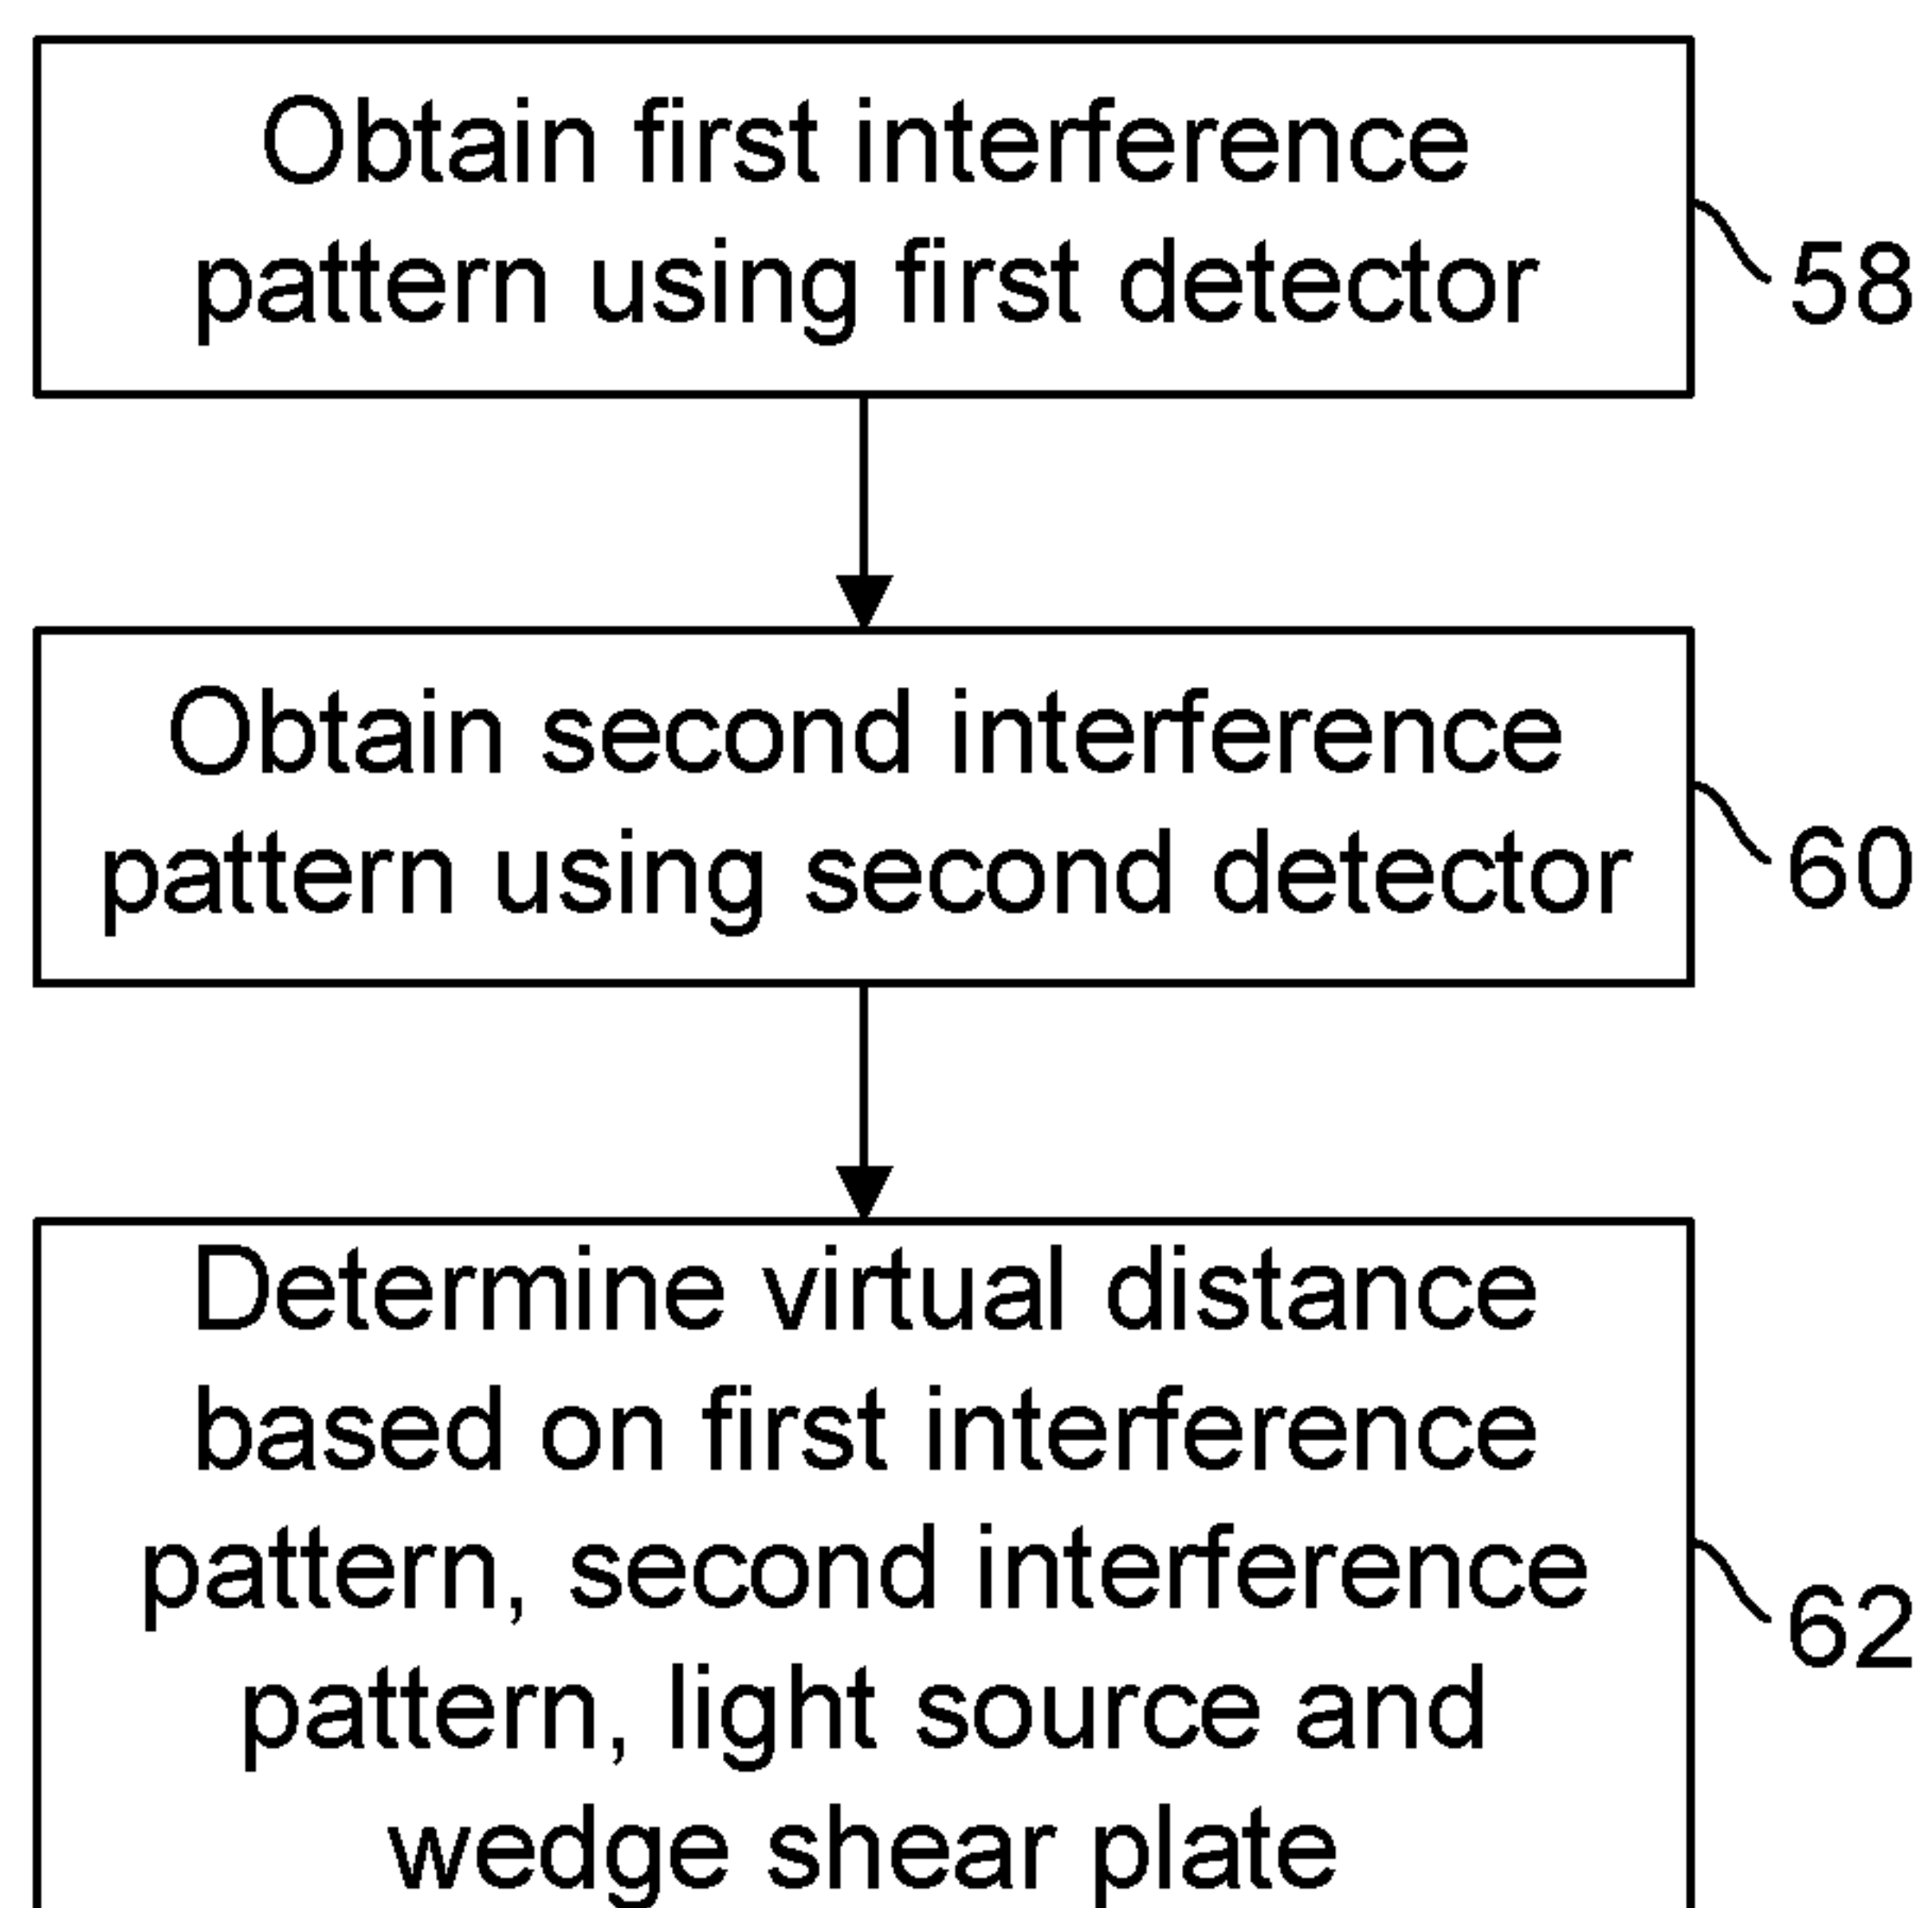 Obtain first interference
pattern using first detector
58
Obtain second interference
pattern using second detector
60
Determine virtual distance
based on first interference
pattern, second interference
pattern, light source and
wedge shear plate
62